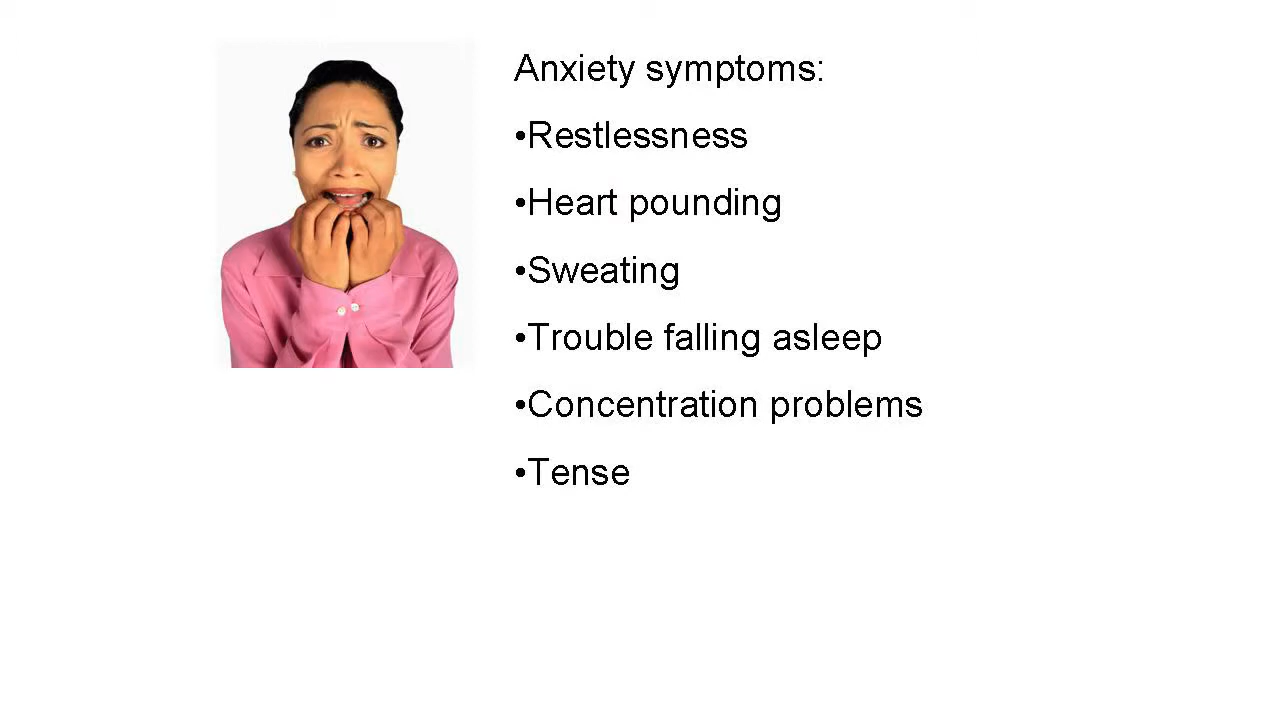 Anxiety symptoms:
•Restlessness
•Heart pounding
•Sweating
•Trouble falling asleep
•Concentration problems
•Tense